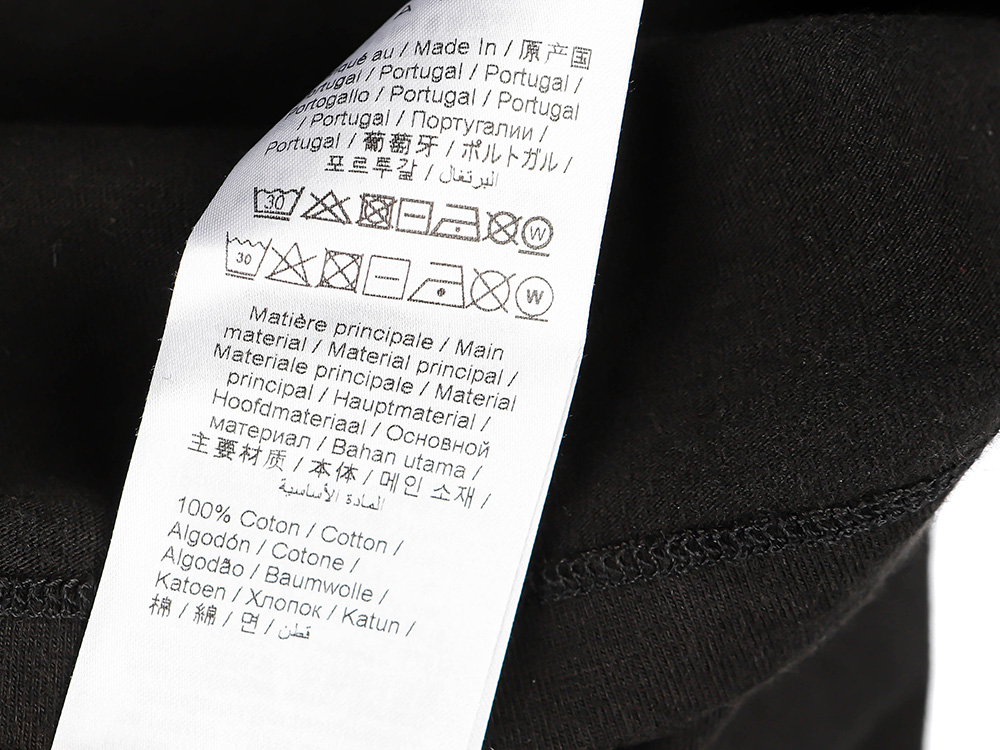 au / Made In / 原产国
/ Portugal / Portugal /
/ Portugal / Portugal
/ Portugal / Португалии /
Portugal / 葡萄牙 / ポルトガル /
포르투갈 / البرتغال
30 W
30 W
Matière principale / Main
material / Material principal /
Materiale principale / Material
principal / Hauptmaterial /
Hoofdmateriaal / Основной
материал / Bahan utama /
主要材质 / 本体 / 메인 소재 /
المادة الأساسية
100% Coton / Cotton /
Algodón / Cotone /
Algodão / Baumwolle /
Katoen / Хлопок / Katun /
棉 / 綿 / 면 / قطن